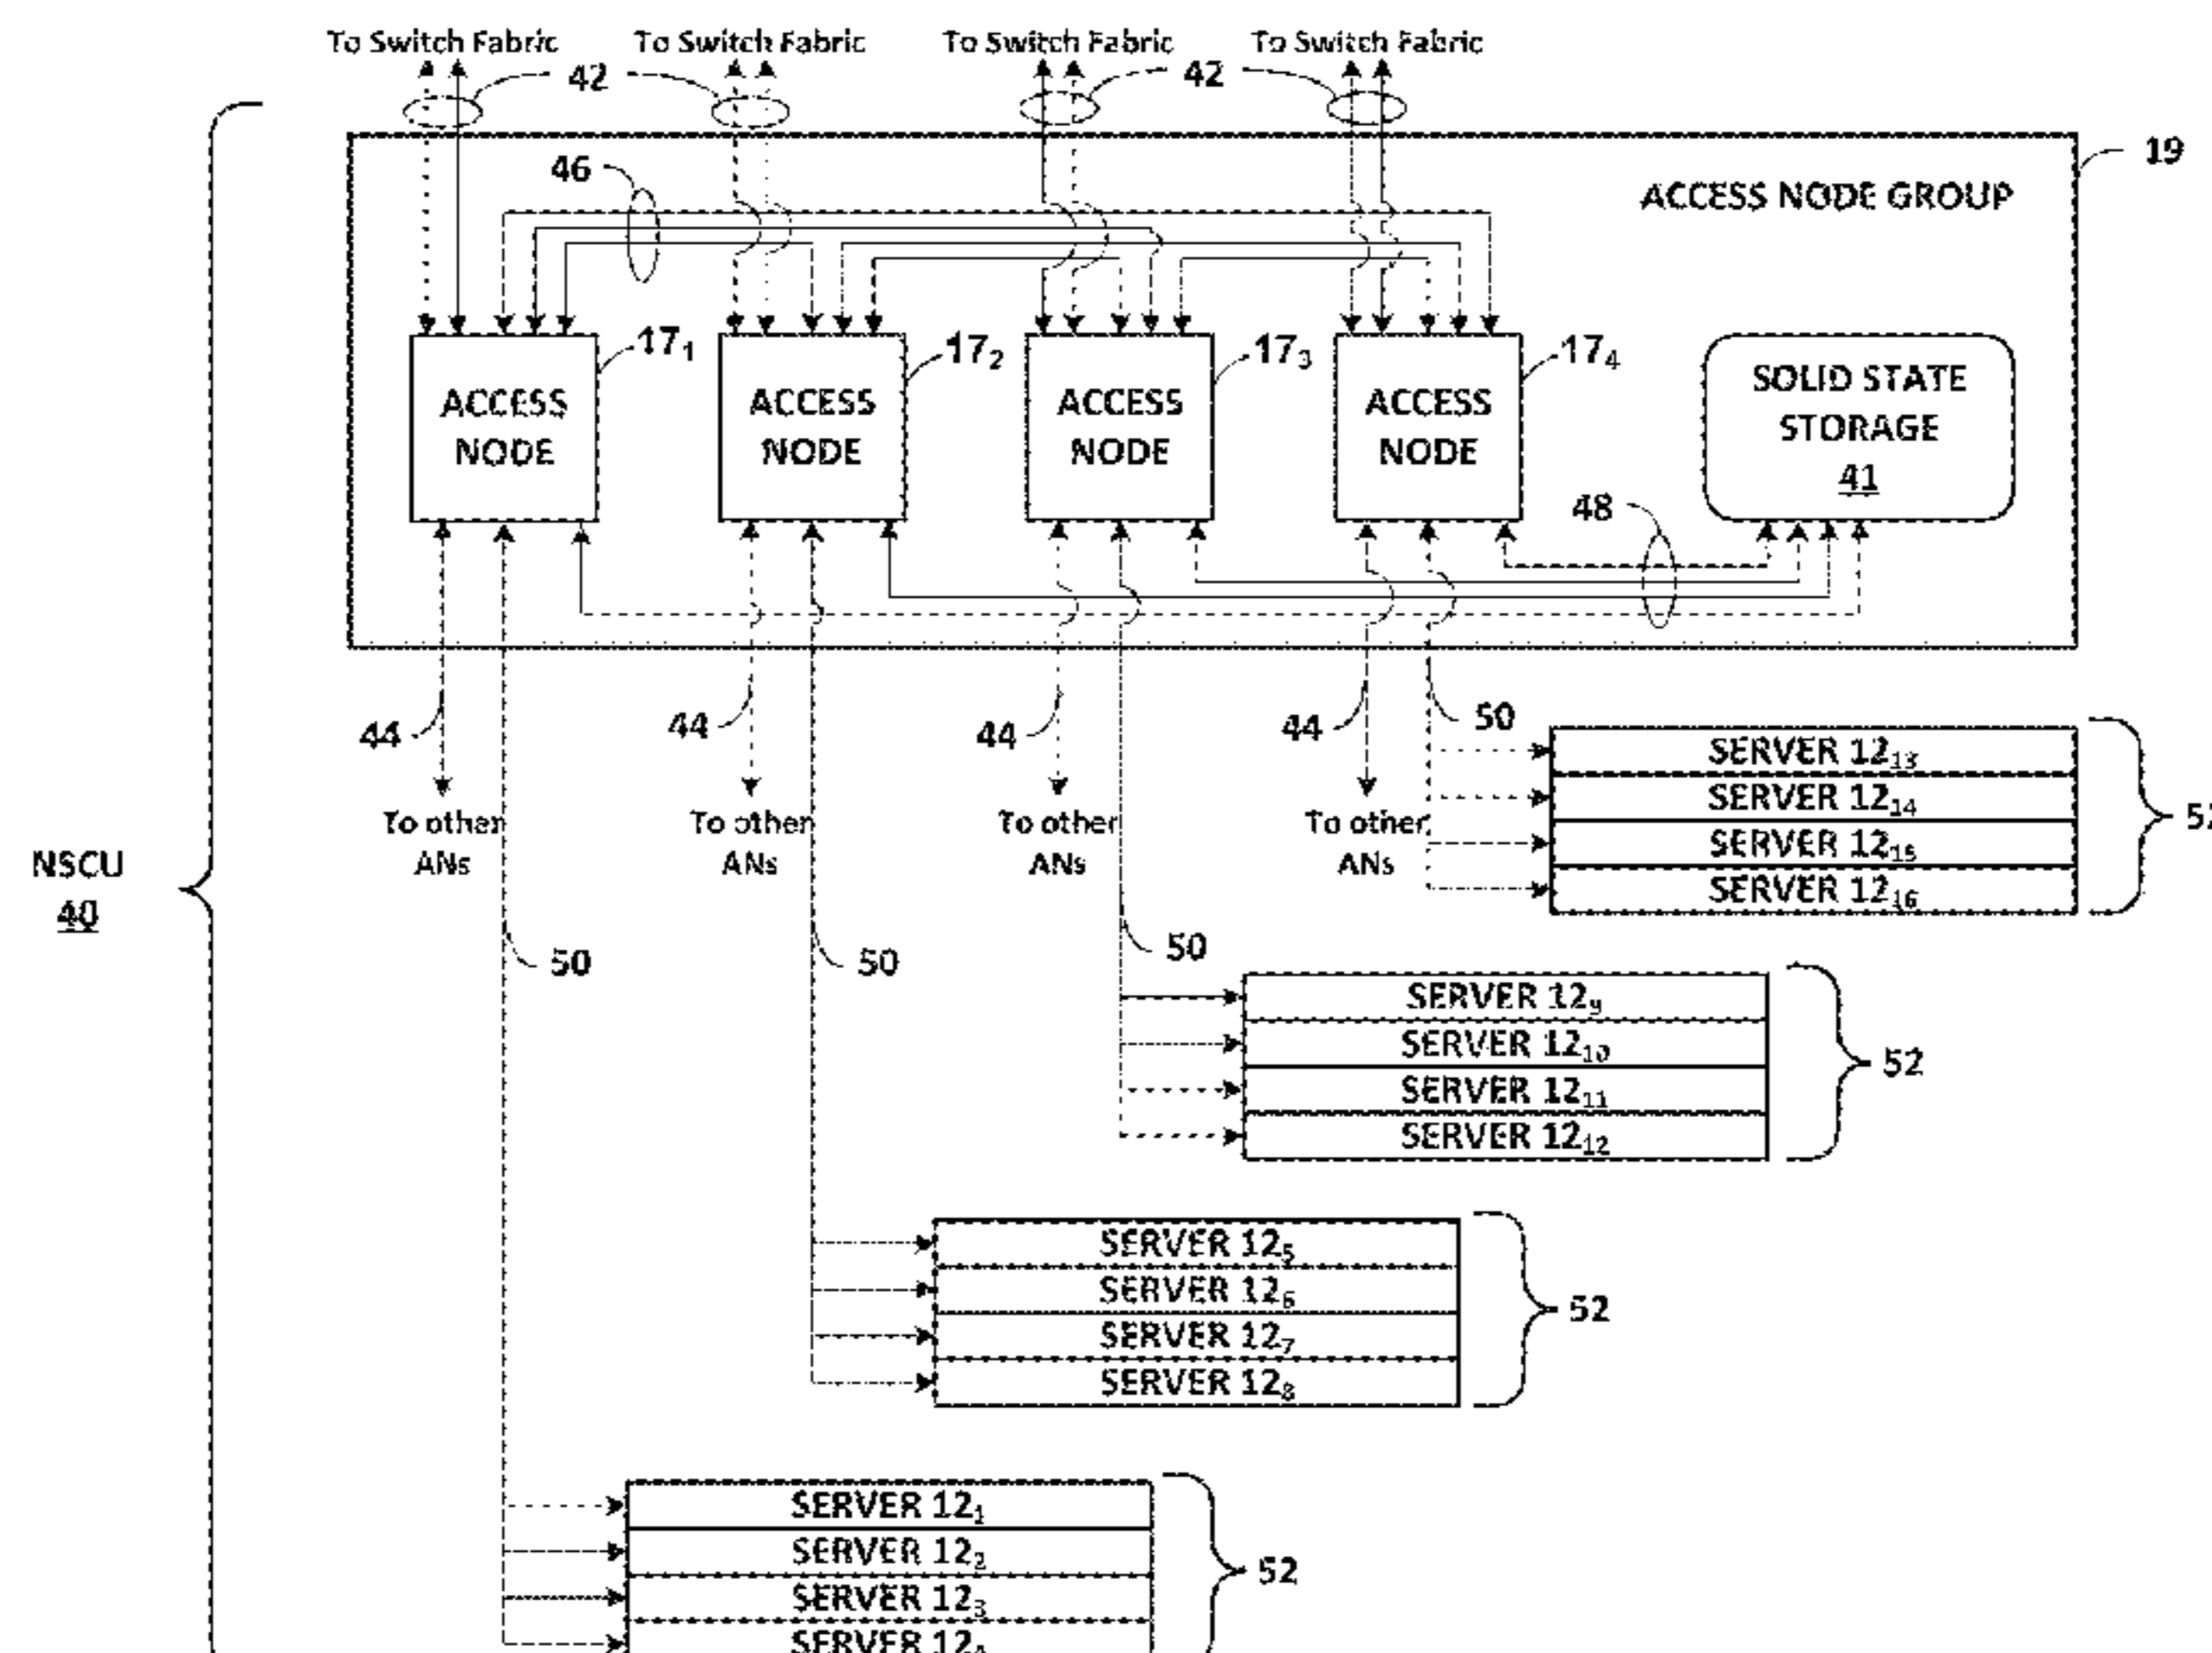 To Switch Fabric To Switch Fabric To Switch Fabric To Switch Fabric
42 42
19
46
ACCESS NODE GROUP
17₁ 17₂ 17₃ 17₄
ACCESS NODE
ACCESS NODE
ACCESS NODE
ACCESS NODE
SOLID STATE
STORAGE
41
48
44 44 44 44 50
To other
ANs
To other
ANs
To other
ANs
To other
ANs
SERVER 12₁₃
SERVER 12₁₄
SERVER 12₁₅
SERVER 12₁₆
NSCU
40
50 50 50
SERVER 12₉
SERVER 12₁₀
SERVER 12₁₁
SERVER 12₁₂
52
SERVER 12₅
SERVER 12₆
SERVER 12₇
SERVER 12₈
52
SERVER 12₁
SERVER 12₂
SERVER 12₃
52